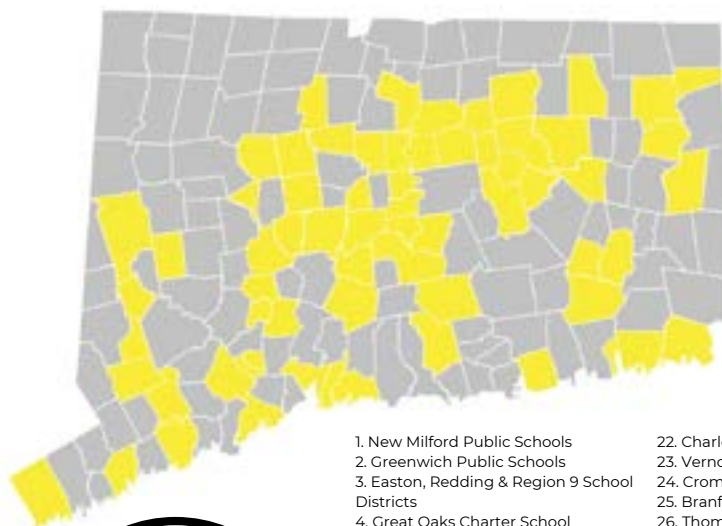 1. New Milford Public Schools
2. Greenwich Public Schools
3. Easton, Redding & Region 9 School
Districts
4. Great Oaks Charter School
22. Charl
23. Verno
24. Crom
25. Branf
26. Thom